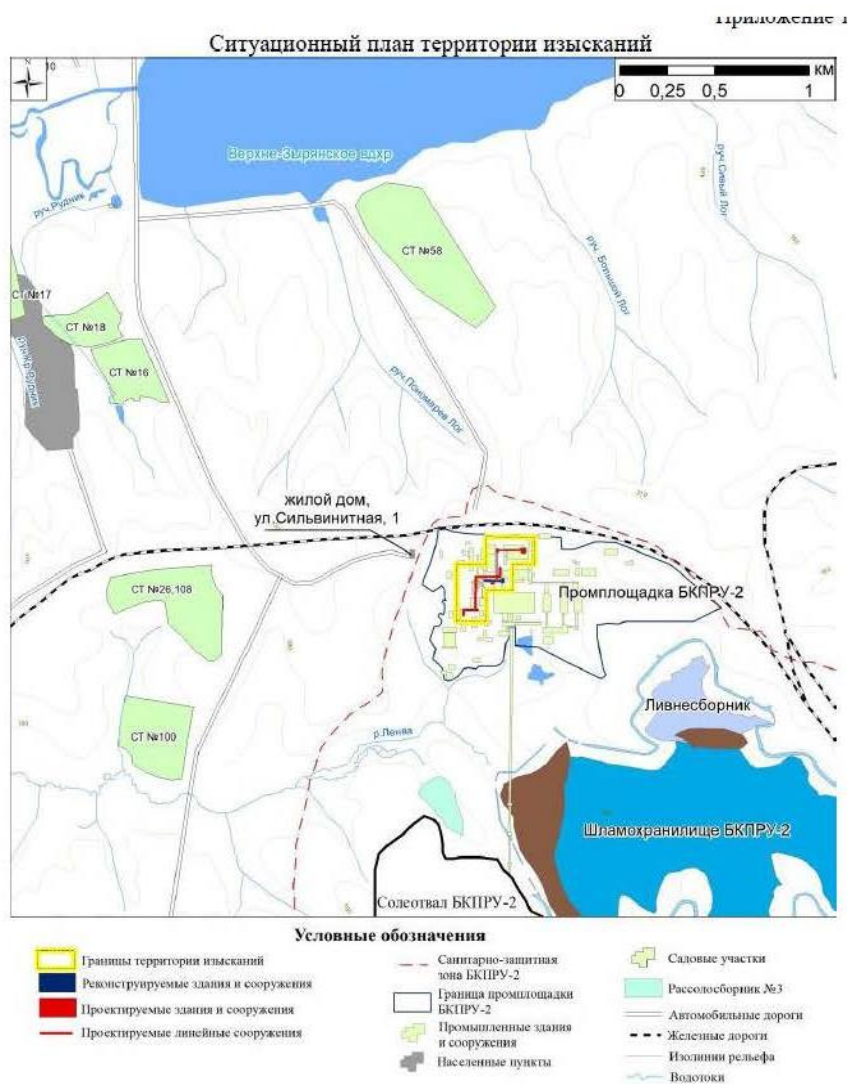 Приложение 1
Ситуационный план территории изысканий
км
0 0,25 0,5 1
Верхне-Зырянское вдхр
руч.Рудник
руч.Сивый Лог
руч. Большой Лог
СТ №58
СТ №17
СТ №18
СТ №16
руч.Пономарев Лог
жилой дом,
ул.Сильвинитная, 1
СТ №26,108
Промплощадка БКПРУ-2
Ливнесборник
СТ №100
р.Ленва
Шламохранилище БКПРУ-2
Солеотвал БКПРУ-2
Условные обозначения
Границы территории изысканий
Реконструируемые здания и сооружения
Проектируемые здания и сооружения
Проектируемые линейные сооружения
Санитарно-защитная
зона БКПРУ-2
Граница промплощадки
БКПРУ-2
Промышленные здания
и сооружения
Населенные пункты
Садовые участки
Рассолосборник №3
Автомобильные дороги
Железные дороги
Изолинии рельефа
Водотоки